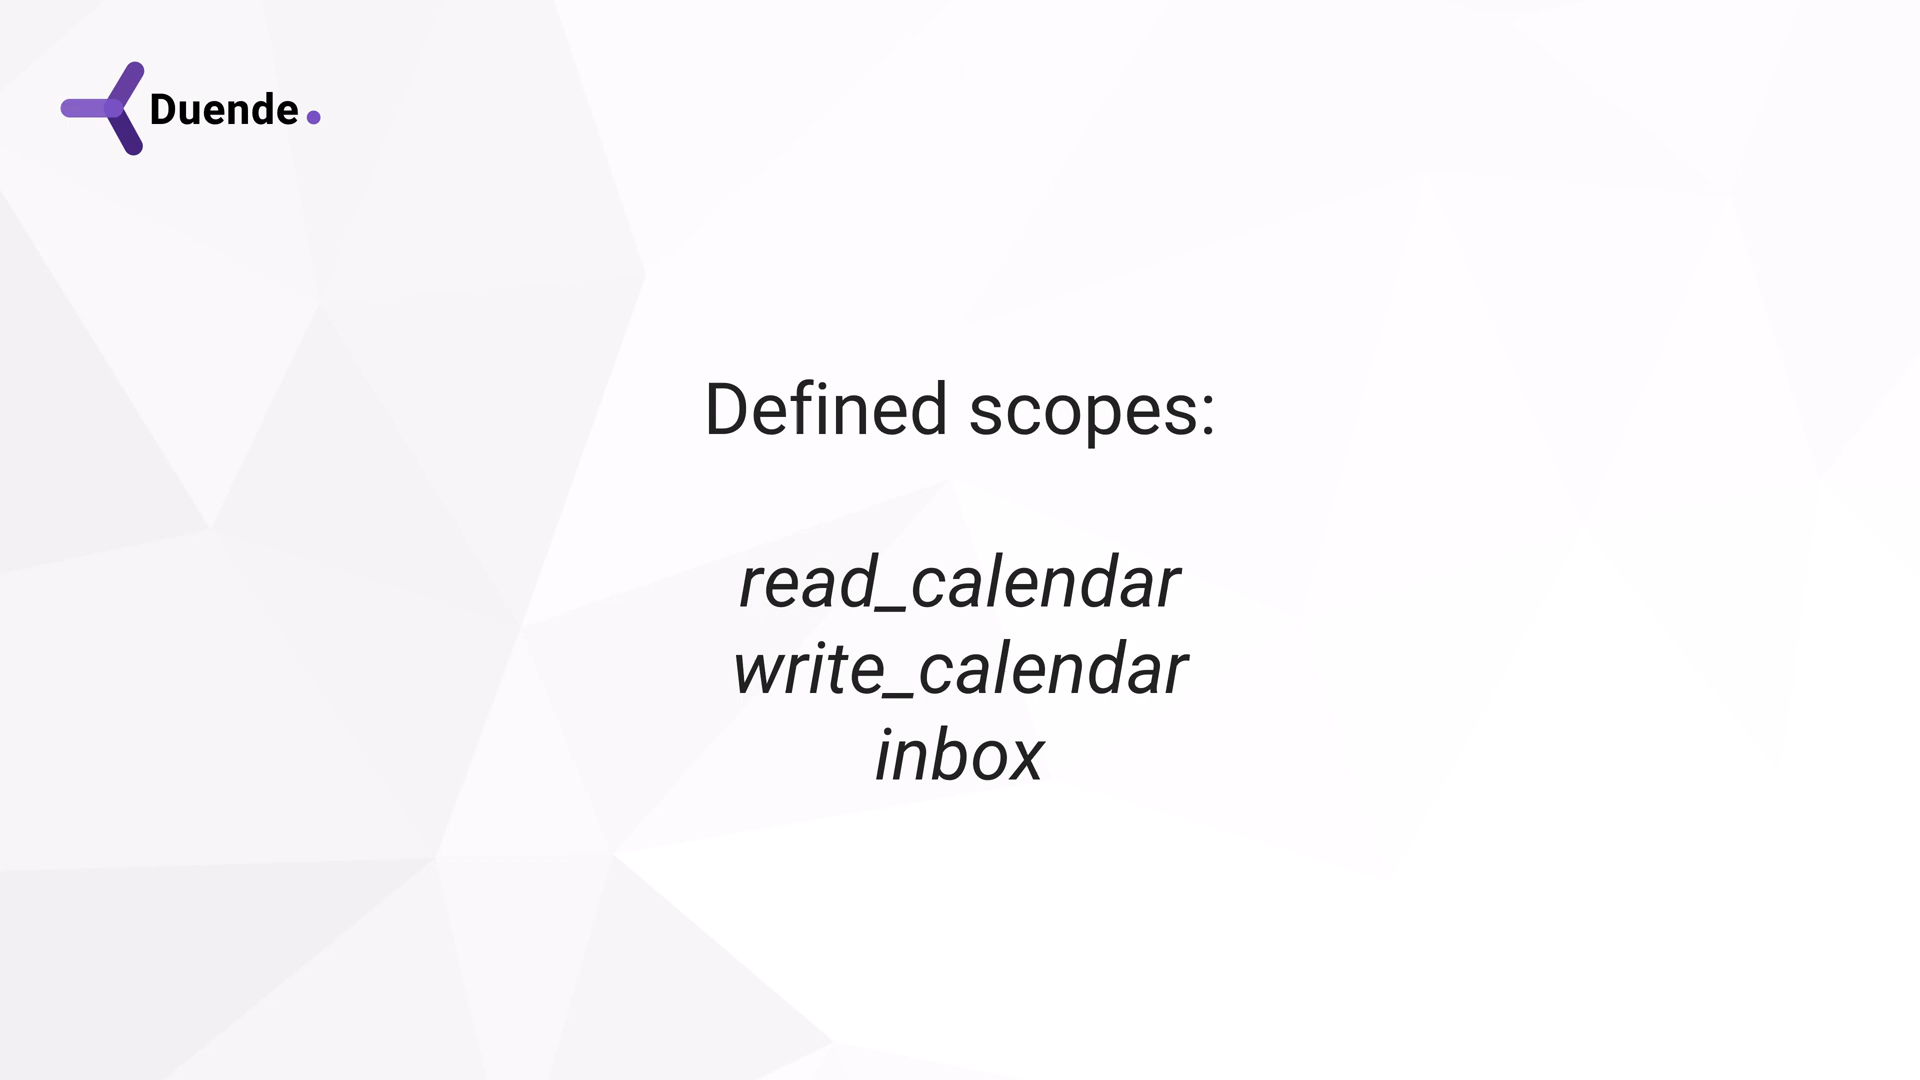 Duende.
Defined scopes:
read_calendar
write_calendar
inbox